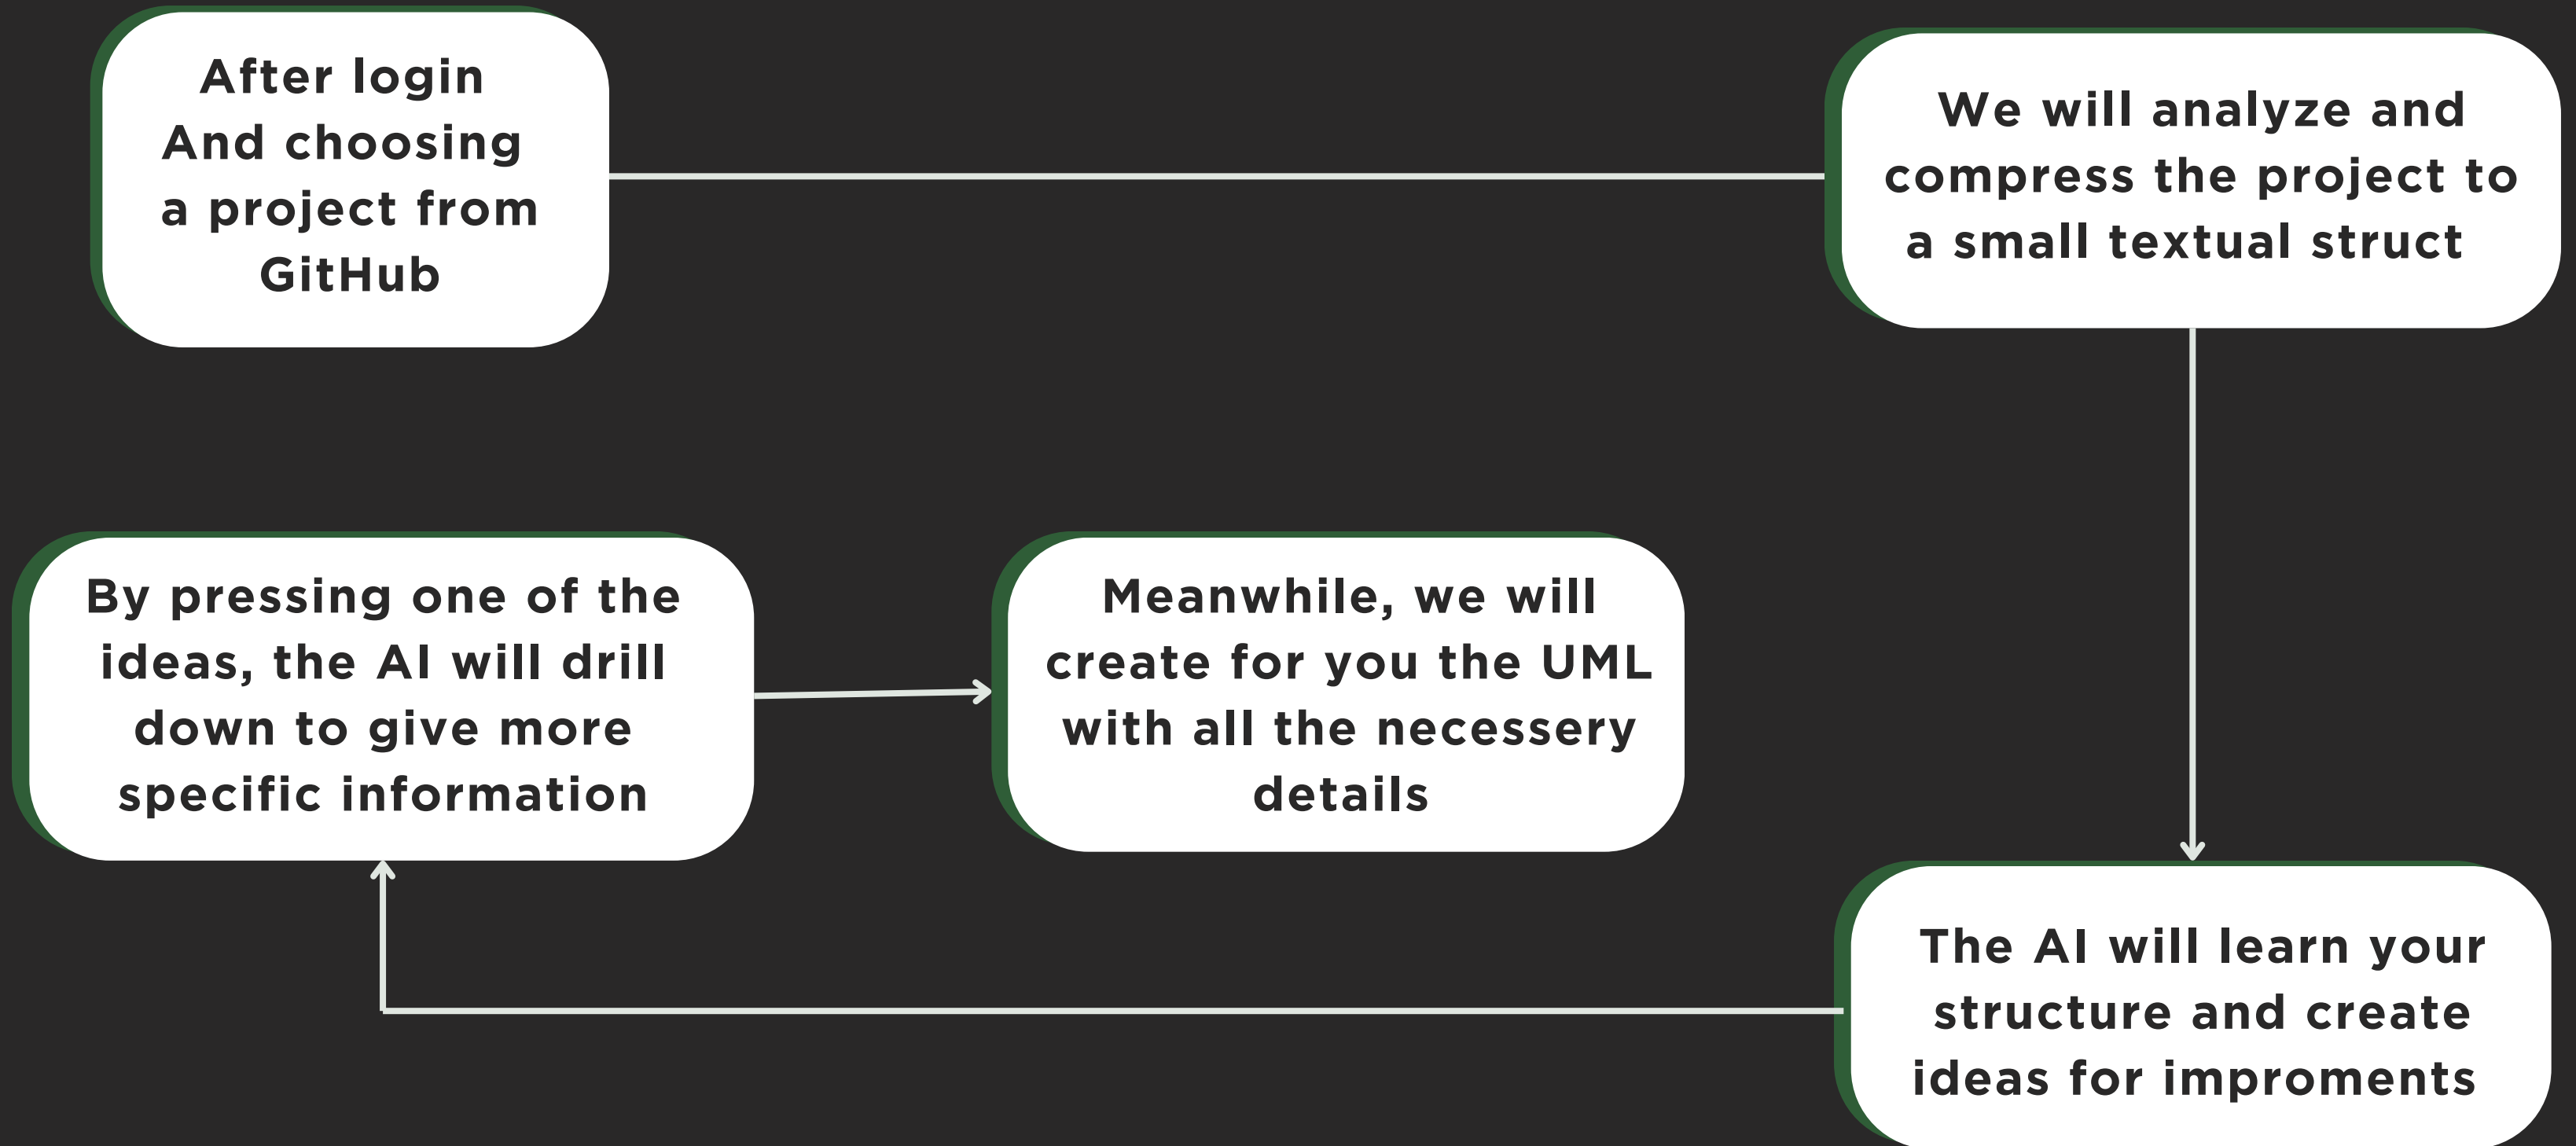 After login
And choosing
a project from
GitHub
We will analyze and
compress the project to
a small textual struct
The AI will learn your
structure and create
ideas for improments
By pressing one of the
ideas, the AI will drill
down to give more
specific information
Meanwhile, we will
create for you the UML
with all the necessery
details